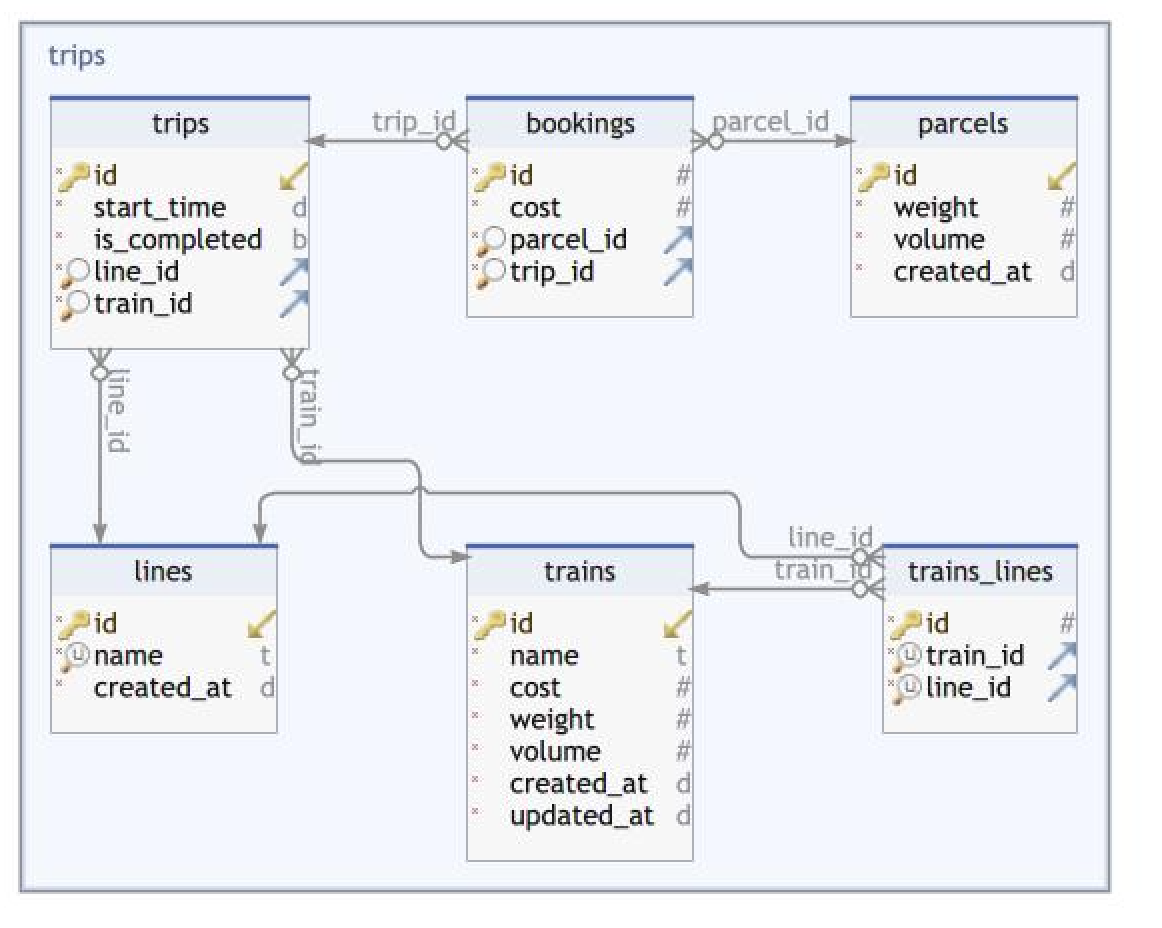 trips
trip_id
parcel_id
trips
id
start_time d
is_completed b
line_id
train_id
bookings
id #
cost #
parcel_id
trip_id
parcels
id
weight #
volume #
created_at d
line_id
train_id
line_id
train_id
lines
id
name t
created_at d
trains
id
name t
cost #
weight #
volume #
created_at d
updated_at d
trains_lines
id #
u train_id
u line_id